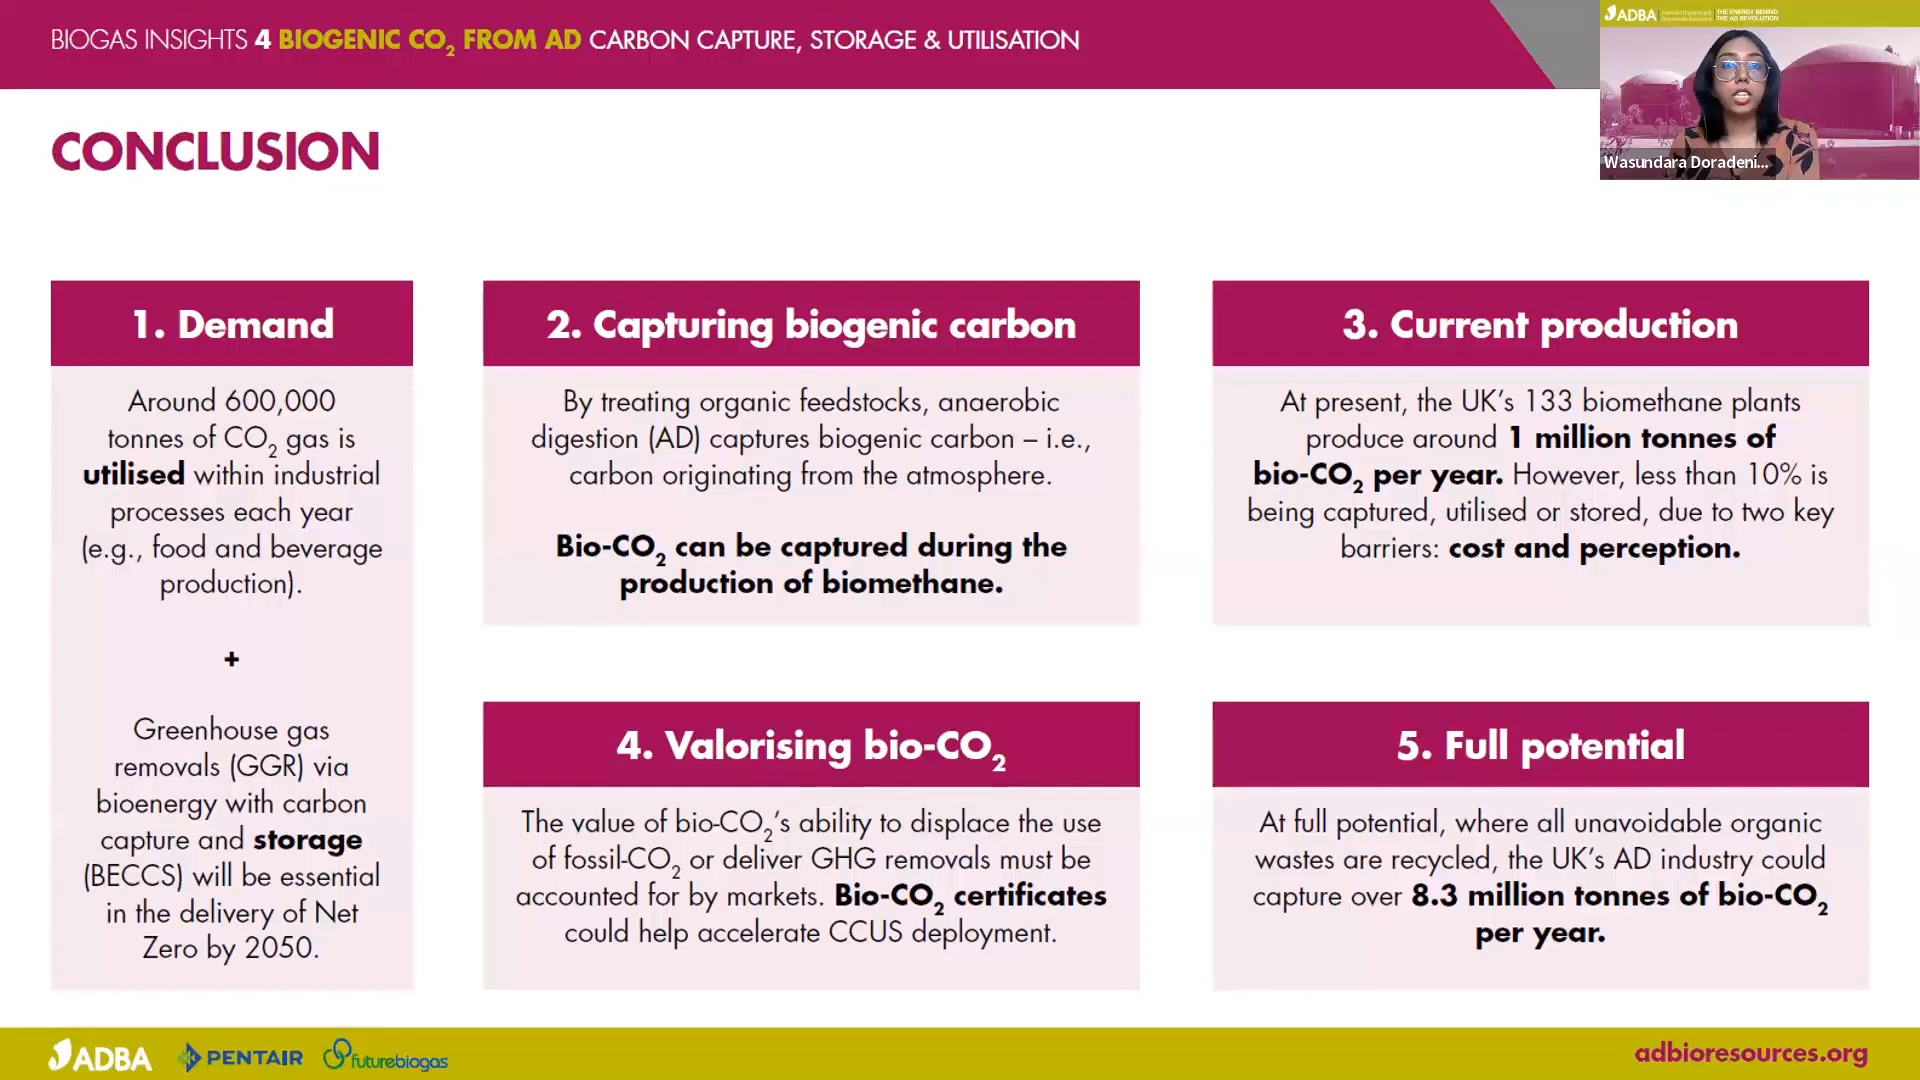 BIOGAS INSIGHTS 4 BIOGENIC CO₂ FROM AD CARBON CAPTURE, STORAGE & UTILISATION
ADBA
THE ENERGY BEHIND
THE AD REVOLUTION
Wasundara Doradeni...
CONCLUSION
1. Demand
Around 600,000
tonnes of CO₂ gas is
utilised within industrial
processes each year
(e.g., food and beverage
production).
+
Greenhouse gas
removals (GGR) via
bioenergy with carbon
capture and storage
(BECCS) will be essential
in the delivery of Net
Zero by 2050.
2. Capturing biogenic carbon
By treating organic feedstocks, anaerobic
digestion (AD) captures biogenic carbon – i.e.,
carbon originating from the atmosphere.
Bio-CO₂ can be captured during the
production of biomethane.
3. Current production
At present, the UK's 133 biomethane plants
produce around 1 million tonnes of
bio-CO₂ per year. However, less than 10% is
being captured, utilised or stored, due to two key
barriers: cost and perception.
4. Valorising bio-CO₂
The value of bio-CO₂'s ability to displace the use
of fossil-CO₂ or deliver GHG removals must be
accounted for by markets. Bio-CO₂ certificates
could help accelerate CCUS deployment.
5. Full potential
At full potential, where all unavoidable organic
wastes are recycled, the UK's AD industry could
capture over 8.3 million tonnes of bio-CO₂
per year.
ADBA
PENTAIR
futurebiogas
adbioresources.org